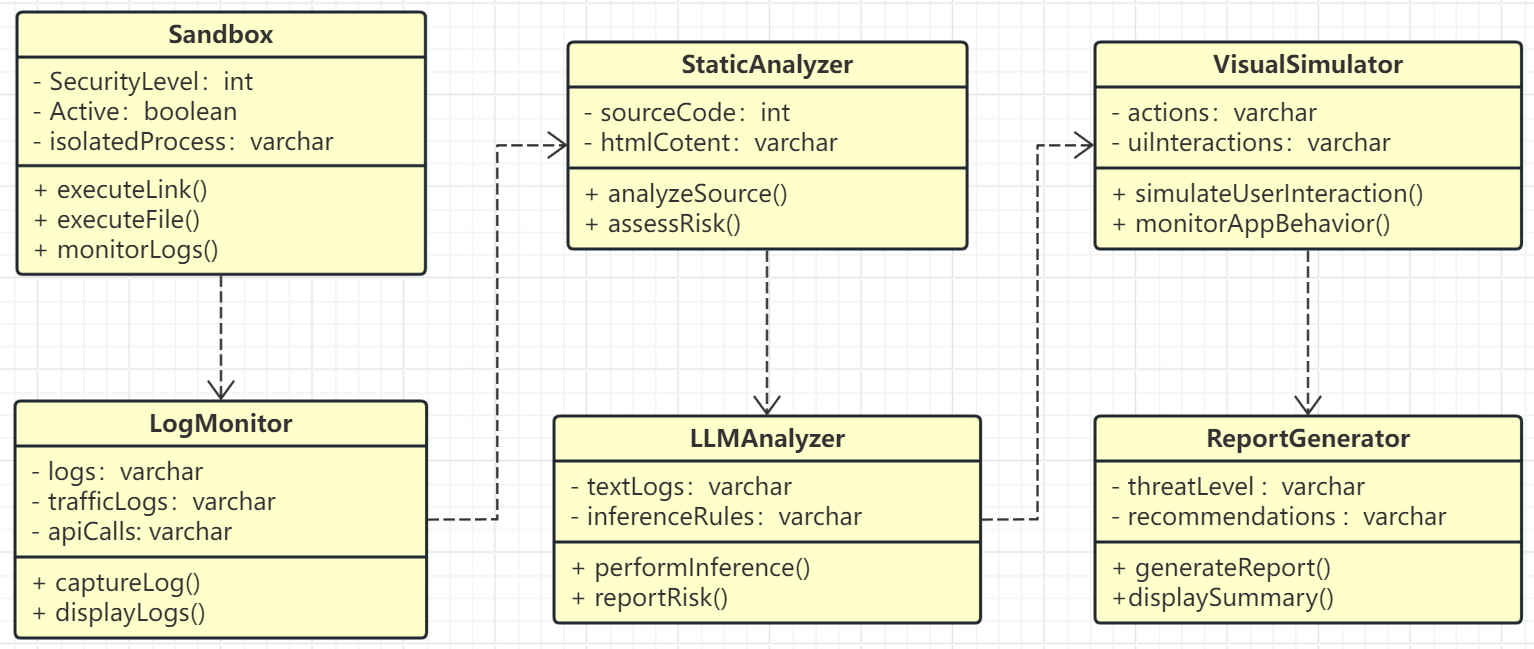 Sandbox
- SecurityLevel: int
- Active: boolean
- isolatedProcess: varchar
+ executeLink()
+ executeFile()
+ monitorLogs()
LogMonitor
- logs: varchar
- trafficLogs: varchar
- apiCalls: varchar
+ captureLog()
+ displayLogs()
StaticAnalyzer
- sourceCode: int
- htmlCotent: varchar
+ analyzeSource()
+ assessRisk()
LLMAnalyzer
- textLogs: varchar
- inferenceRules: varchar
+ performInference()
+ reportRisk()
VisualSimulator
- actions: varchar
- uiInteractions: varchar
+ simulateUserInteraction()
+ monitorAppBehavior()
ReportGenerator
- threatLevel : varchar
- recommendations : varchar
+ generateReport()
+displaySummary()